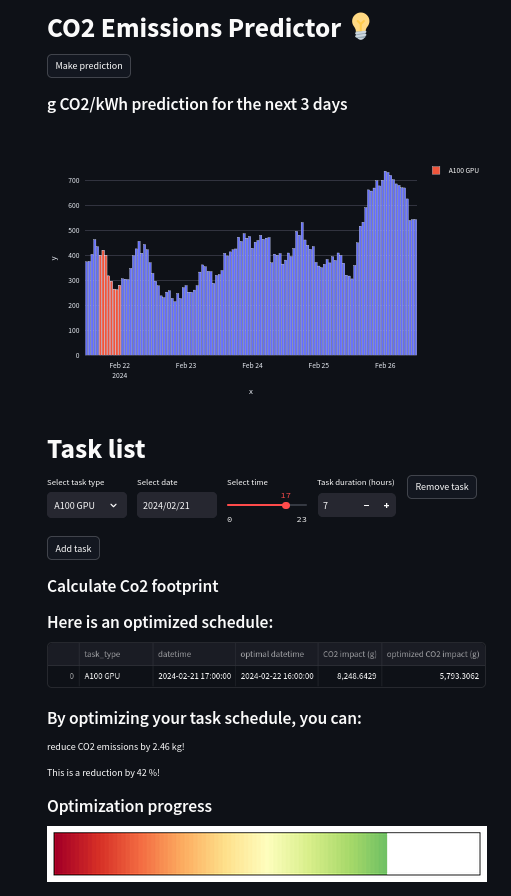 CO2 Emissions Predictor 💡
Make prediction
g CO2/kWh prediction for the next 3 days
A100 GPU
700
600
500
400
300
200
100
0
y
Feb 22 Feb 23 Feb 24 Feb 25 Feb 26
2024
x
Task list
Select task type Select date Select time Task duration (hours)
Remove task
17
A100 GPU 2024/02/21 7 − +
0 23
Add task
Calculate Co2 footprint
Here is an optimized schedule:
task_type datetime optimal datetime CO2 impact (g) optimized CO2 impact (g)
0 A100 GPU 2024-02-21 17:00:00 2024-02-22 16:00:00 8,248.6429 5,793.3062
By optimizing your task schedule, you can:
reduce CO2 emissions by 2.46 kg!
This is a reduction by 42 %!
Optimization progress